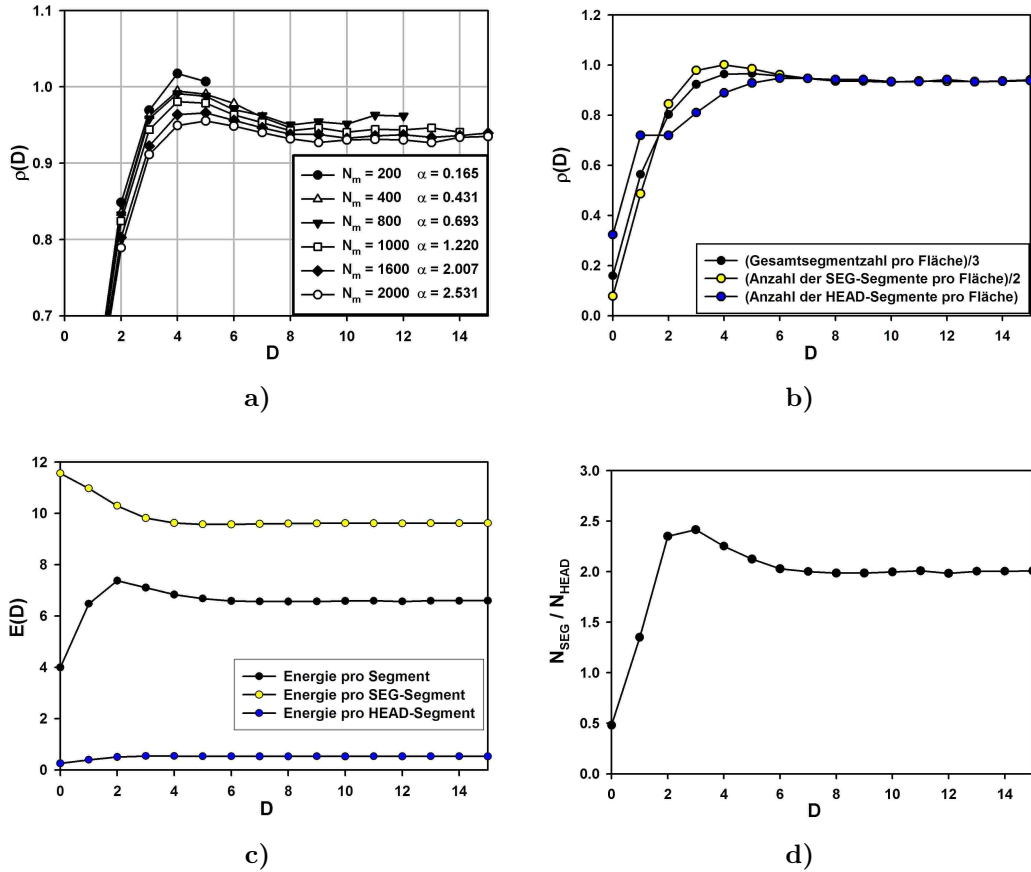 1.1
1.0
0.9
0.8
0.7
ρ(D)
0 2 4 6 8 10 12 14
D
N_m = 200 α = 0.165
N_m = 400 α = 0.431
N_m = 800 α = 0.693
N_m = 1000 α = 1.220
N_m = 1600 α = 2.007
N_m = 2000 α = 2.531
a)
1.2
1.0
0.8
0.6
0.4
0.2
0.0
ρ(D)
0 2 4 6 8 10 12 14
D
(Gesamtsegmentzahl pro Fläche)/3
(Anzahl der SEG-Segmente pro Fläche)/2
(Anzahl der HEAD-Segmente pro Fläche)
b)
12
10
8
6
4
2
0
E(D)
0 2 4 6 8 10 12 14
D
Energie pro Segment
Energie pro SEG-Segment
Energie pro HEAD-Segment
c)
3.0
2.5
2.0
1.5
1.0
0.5
0.0
N_SEG / N_HEAD
0 2 4 6 8 10 12 14
D
d)